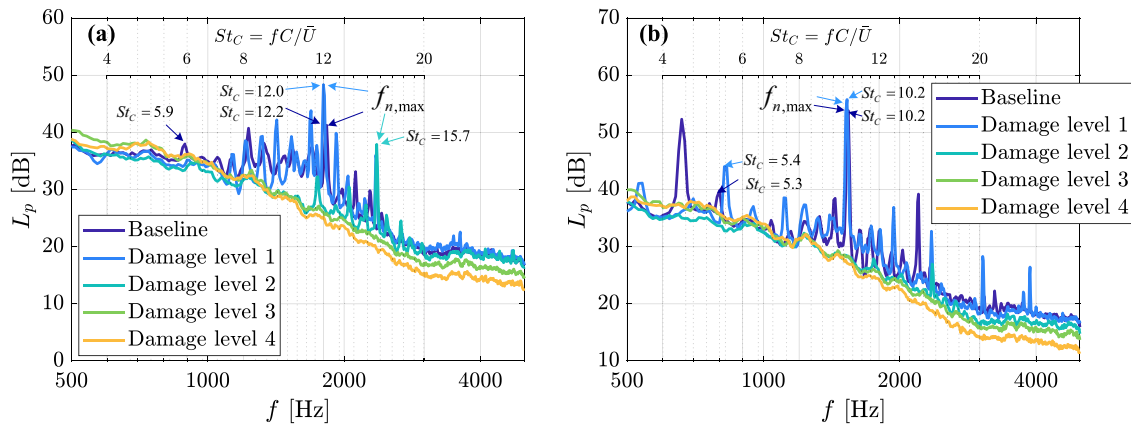 (a)
St_C = fC/Ū
4 6 8 12 20
60
50
40
30
20
10
0
L_p [dB]
St_C = 5.9
St_C = 12.0
St_C = 12.2
f_{n,max}
St_C = 15.7
Baseline
Damage level 1
Damage level 2
Damage level 3
Damage level 4
500 1000 2000 4000
f [Hz]
(b)
St_C = fC/Ū
4 6 8 12 20
70
60
50
40
30
20
10
L_p [dB]
f_{n,max}
St_C = 10.2
St_C = 10.2
St_C = 5.4
St_C = 5.3
Baseline
Damage level 1
Damage level 2
Damage level 3
Damage level 4
500 1000 2000 4000
f [Hz]